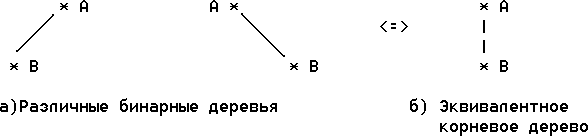 * A A * <=> * A
* B * B * B
а)Различные бинарные деревья б) Эквивалентное
корневое дерево